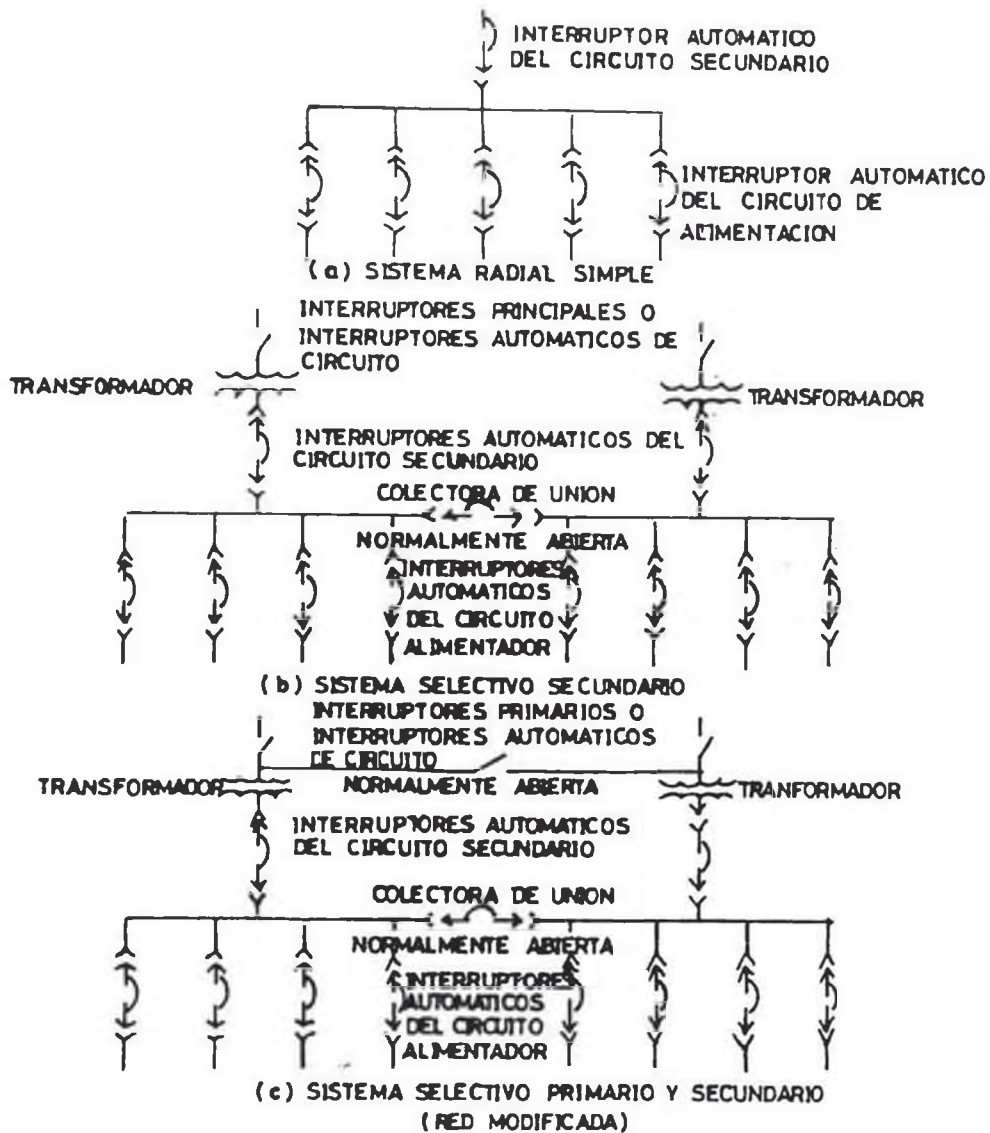 INTERRUPTOR AUTOMATICO
DEL CIRCUITO SECUNDARIO
INTERRUPTOR AUTOMATICO
DEL CIRCUITO DE
ALIMENTACION
(a) SISTEMA RADIAL SIMPLE
INTERRUPTORES PRINCIPALES O
INTERRUPTORES AUTOMATICOS DE
CIRCUITO
TRANSFORMADOR
TRANSFORMADOR
INTERRUPTORES AUTOMATICOS DEL
CIRCUITO SECUNDARIO
COLECTORA DE UNION
NORMALMENTE ABIERTA
INTERRUPTORES
AUTOMATICOS
DEL CIRCUITO
ALIMENTADOR
(b) SISTEMA SELECTIVO SECUNDARIO
INTERRUPTORES PRIMARIOS O
INTERRUPTORES AUTOMATICOS
DE CIRCUITO
TRANSFORMADOR
NORMALMENTE ABIERTA
TRANFORMADOR
INTERRUPTORES AUTOMATICOS
DEL CIRCUITO SECUNDARIO
COLECTORA DE UNION
NORMALMENTE ABIERTA
INTERRUPTORES
AUTOMATICOS
DEL CIRCUITO
ALIMENTADOR
(c) SISTEMA SELECTIVO PRIMARIO Y SECUNDARIO
(RED MODIFICADA)